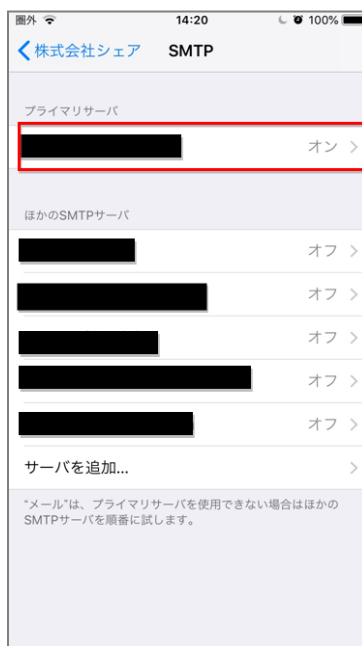 圏外 14:20 100%
株式会社シェア SMTP
プライマリサーバ
オン
ほかのSMTPサーバ
オフ
オフ
オフ
オフ
オフ
サーバを追加...
"メール"は、プライマリサーバを使用できない場合はほかの
SMTPサーバを順番に試します。